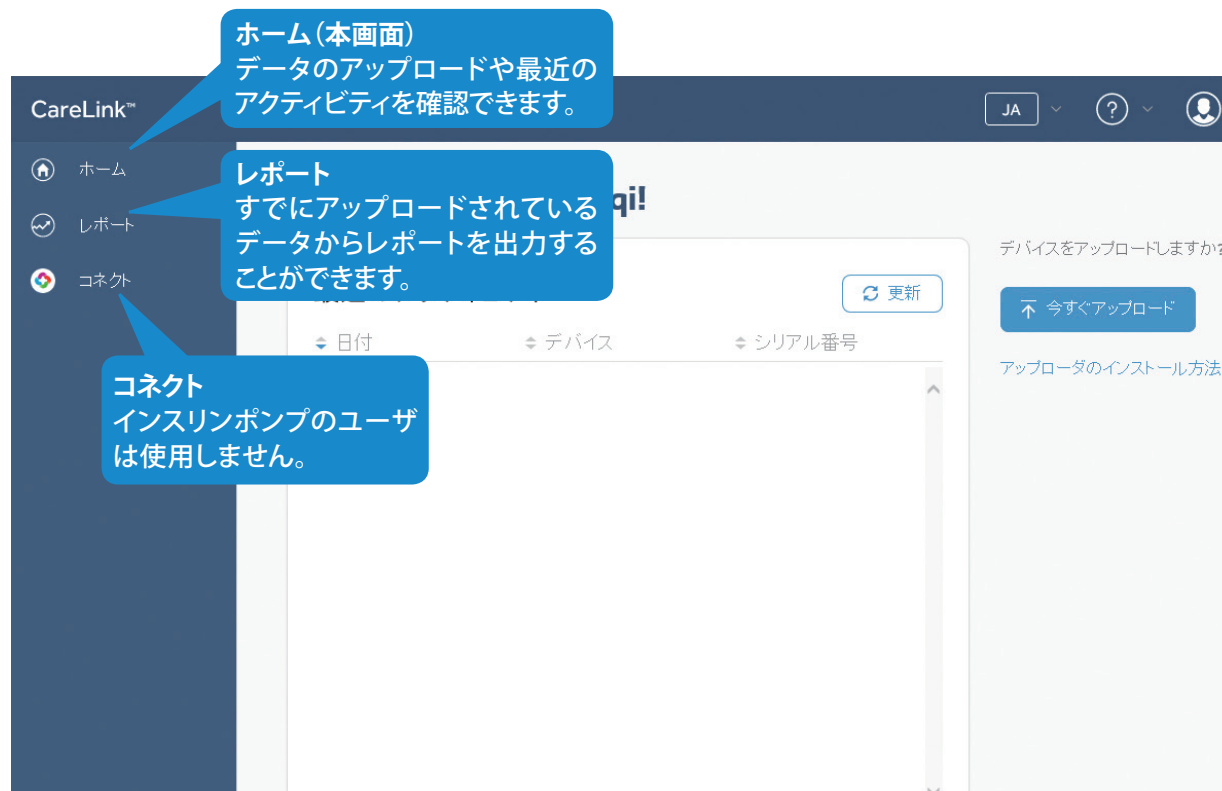 ホーム（本画面）
データのアップロードや最近の
アクティビティを確認できます。
CareLink™
JA
?
ホーム
レポート
コネクト
レポート
すでにアップロードされている
データからレポートを出力する
ことができます。
qi!
更新
日付
デバイス
シリアル番号
デバイスをアップロードしますか?
今すぐアップロード
アップローダのインストール方法
コネクト
インスリンポンプのユーザ
は使用しません。